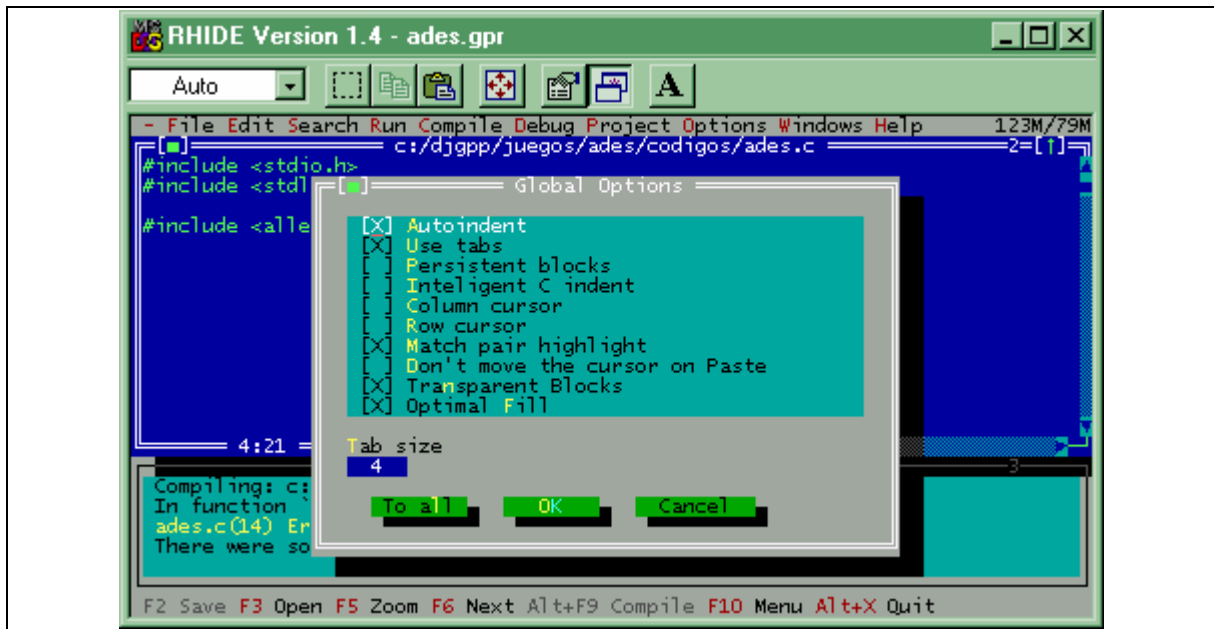 RHIDE Version 1.4 - ades.gpr
Auto A
- File Edit Search Run Compile Debug Project Options Windows Help 123M/79M
[■] c:/djgpp/juegos/ades/codigos/ades.c 2=[↑]
#include <stdio.h>
#include <stdl
#include <alle
[■] Global Options
[X] Autoindent
[X] Use tabs
[ ] Persistent blocks
[ ] Inteligent C indent
[ ] Column cursor
[ ] Row cursor
[X] Match pair highlight
[ ] Don't move the cursor on Paste
[X] Transparent Blocks
[X] Optimal Fill
Tab size
4
To all OK Cancel
4:21
3
Compiling: c:
In function `
ades.c(14) Er
There were so
F2 Save F3 Open F5 Zoom F6 Next Alt+F9 Compile F10 Menu Alt+X Quit